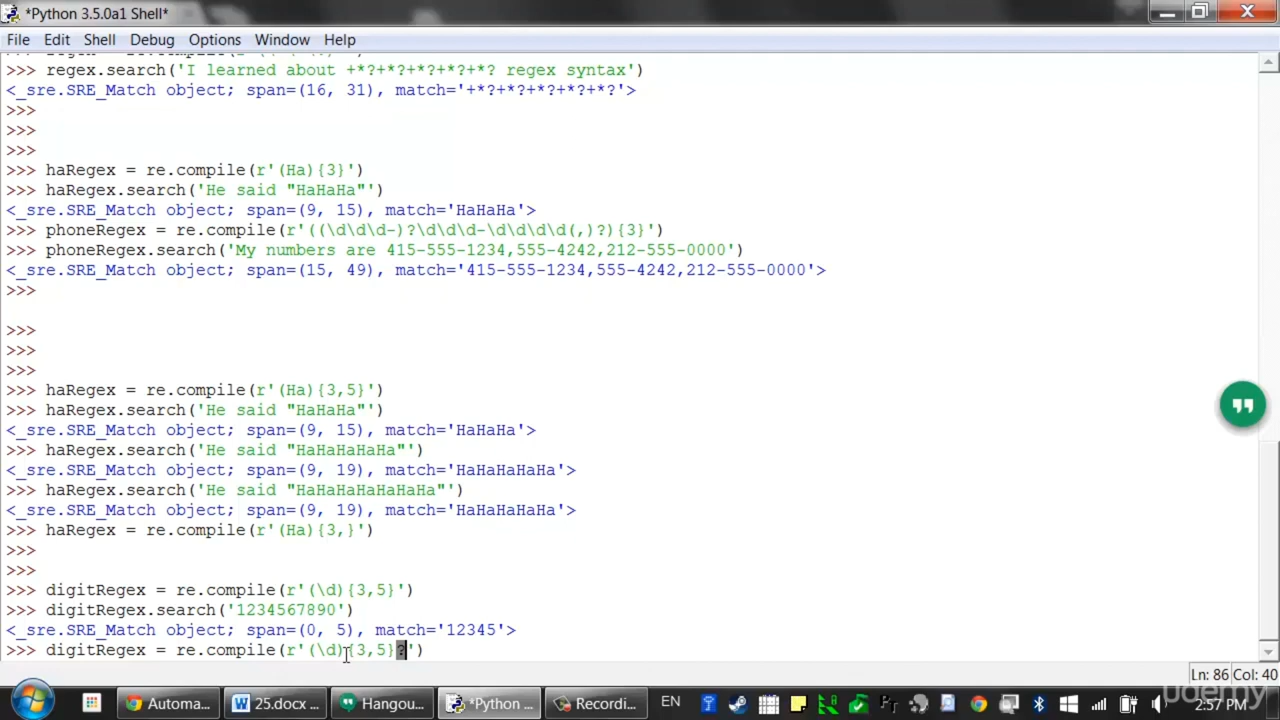 *Python 3.5.0a1 Shell*
File Edit Shell Debug Options Window Help
>>> regex.search('I learned about +*?+*?+*?+*?+*? regex syntax')
<_sre.SRE_Match object; span=(16, 31), match='+*?+*?+*?+*?+*?'>
>>>
>>>
>>>
>>> haRegex = re.compile(r'(Ha){3}')
>>> haRegex.search('He said "HaHaHa"')
<_sre.SRE_Match object; span=(9, 15), match='HaHaHa'>
>>> phoneRegex = re.compile(r'((\d\d\d-)?\d\d\d-\d\d\d\d(,)?){3}')
>>> phoneRegex.search('My numbers are 415-555-1234,555-4242,212-555-0000')
<_sre.SRE_Match object; span=(15, 49), match='415-555-1234,555-4242,212-555-0000'>
>>>
>>>
>>>
>>>
>>> haRegex = re.compile(r'(Ha){3,5}')
>>> haRegex.search('He said "HaHaHa"')
<_sre.SRE_Match object; span=(9, 15), match='HaHaHa'>
>>> haRegex.search('He said "HaHaHaHaHa"')
<_sre.SRE_Match object; span=(9, 19), match='HaHaHaHaHa'>
>>> haRegex.search('He said "HaHaHaHaHaHaHa"')
<_sre.SRE_Match object; span=(9, 19), match='HaHaHaHaHa'>
>>> haRegex = re.compile(r'(Ha){3,}')
>>>
>>>
>>> digitRegex = re.compile(r'(\d){3,5}')
>>> digitRegex.search('1234567890')
<_sre.SRE_Match object; span=(0, 5), match='12345'>
>>> digitRegex = re.compile(r'(\d){3,5}?')
Ln: 86 Col: 40
Automa... 25.docx ... Hangou... *Python ... Recordi... EN 2:57 PM
udemy